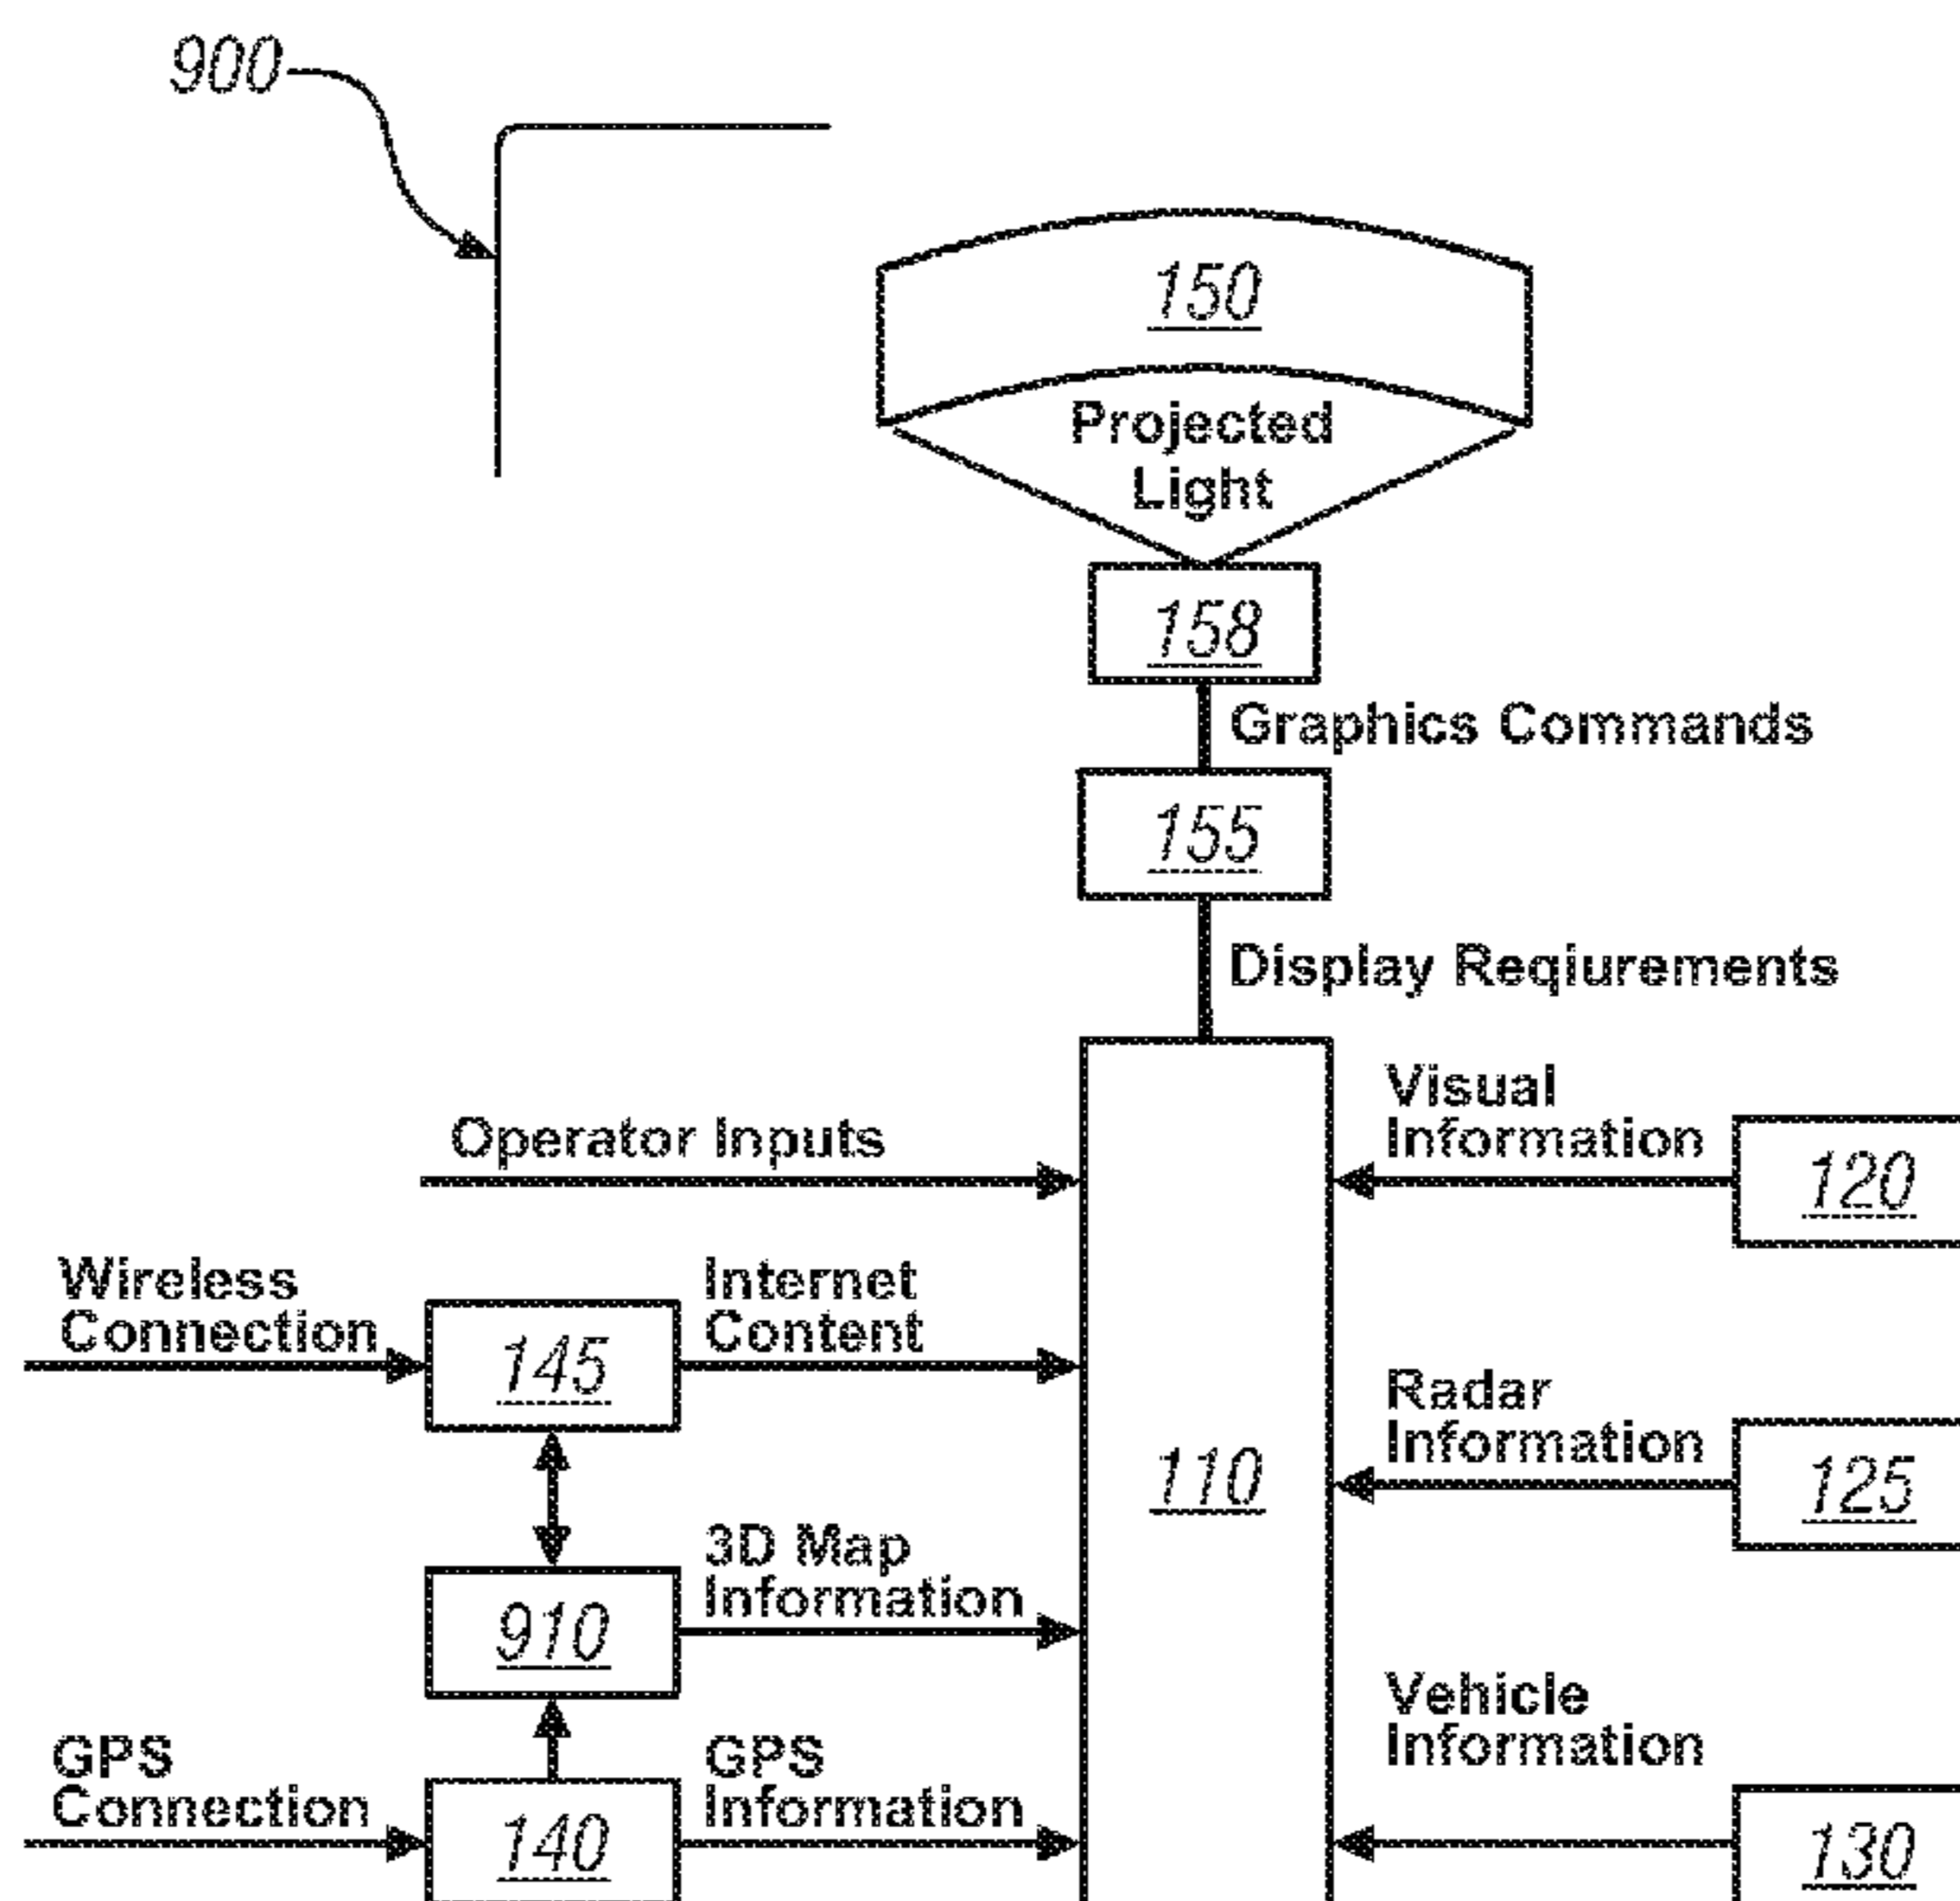 900
150
Projected
Light
158
Graphics Commands
155
Display Reqiurements
Operator Inputs
Visual
Information
120
Wireless
Connection
145
Internet
Content
Radar
Information
125
110
3D Map
Information
910
Vehicle
Information
130
GPS
Connection
140
GPS
Information